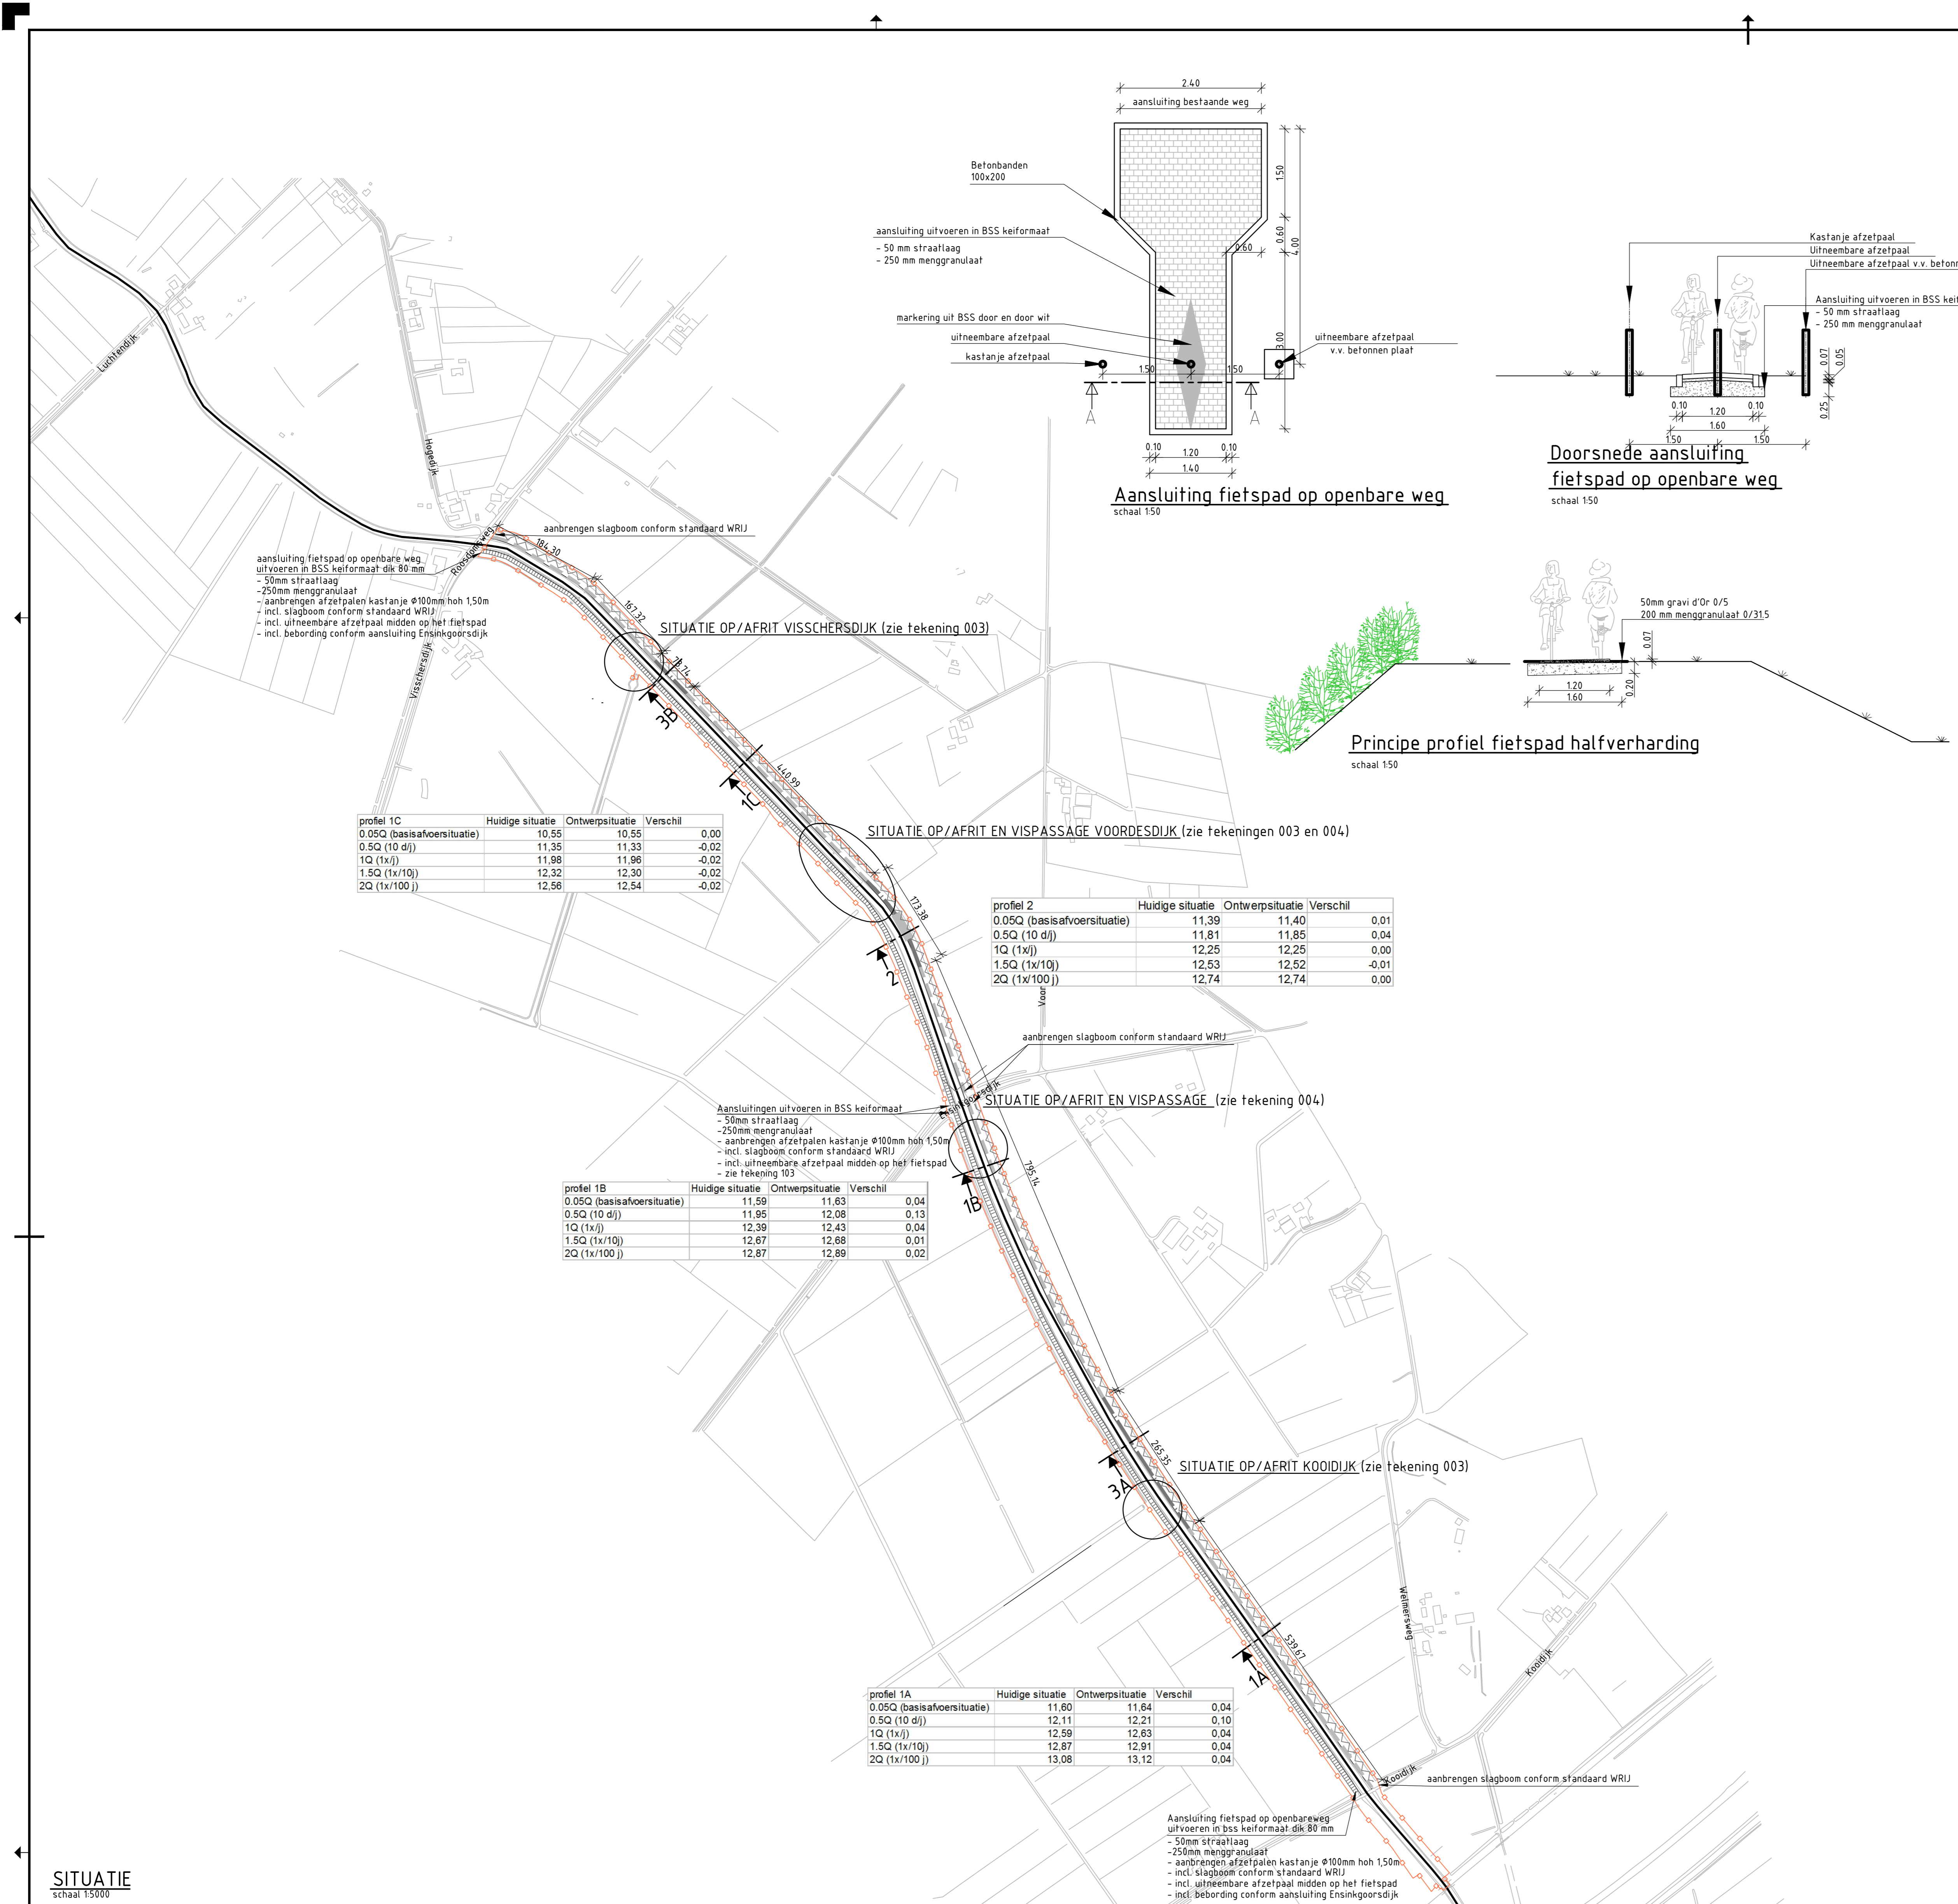 2.40
aansluiting bestaande weg
Betonbanden
100x200
1.50
aansluiting uitvoeren in BSS keiformaat
- 50 mm straatlaag
- 250 mm menggranulaat
0.60
0.60
4.00
markering uit BSS door en door wit
uitneembare afzetpaal
kastanje afzetpaal
3.00
uitneembare afzetpaal
v.v. betonnen plaat
1.50
1.50
A
A
0.10
1.20
0.10
1.40
Aansluiting fietspad op openbare weg
schaal 1:50
Kastanje afzetpaal
Uitneembare afzetpaal
Uitneembare afzetpaal v.v. beton
Aansluiting uitvoeren in BSS kei
- 50 mm straatlaag
- 250 mm menggranulaat
0.07
0.05
0.25
0.10
1.20
0.10
1.60
1.50
1.50
Doorsnede aansluiting
fietspad op openbare weg
schaal 1:50
50mm gravi d'Or 0/5
200 mm menggranulaat 0/31.5
0.07
0.20
1.20
1.60
Principe profiel fietspad halfverharding
schaal 1:50
Luchtendijk
Hogedijk
Roosdomsweg
Visschersdijk
aanbrengen slagboom conform standaard WRIJ
aansluiting fietspad op openbare weg
uitvoeren in BSS keiformaat dik 80 mm
- 50mm straatlaag
-250mm menggranulaat
- aanbrengen afzetpalen kastanje Φ100mm hoh 1,50m
- incl. slagboom conform standaard WRIJ
- incl. uitneembare afzetpaal midden op het fietspad
- incl. bebording conform aansluiting Ensinkgoorsdijk
184.30
167.32
SITUATIE OP/AFRIT VISSCHERSDIJK (zie tekening 003)
78.74
3B
440.99
1C
profiel 1C Huidige situatie Ontwerpsituatie Verschil
0.05Q (basisafvoersituatie) 10,55 10,55 0,00
0.5Q (10 d/j) 11,35 11,33 -0,02
1Q (1x/j) 11,98 11,96 -0,02
1.5Q (1x/10j) 12,32 12,30 -0,02
2Q (1x/100 j) 12,56 12,54 -0,02
SITUATIE OP/AFRIT EN VISPASSAGE VOORDESDIJK (zie tekeningen 003 en 004)
173.38
2
profiel 2 Huidige situatie Ontwerpsituatie Verschil
0.05Q (basisafvoersituatie) 11,39 11,40 0,01
0.5Q (10 d/j) 11,81 11,85 0,04
1Q (1x/j) 12,25 12,25 0,00
1.5Q (1x/10j) 12,53 12,52 -0,01
2Q (1x/100 j) 12,74 12,74 0,00
Voor
aanbrengen slagboom conform standaard WRIJ
Ensinkgoorsdijk
SITUATIE OP/AFRIT EN VISPASSAGE (zie tekening 004)
Aansluitingen uitvoeren in BSS keiformaat
- 50mm straatlaag
-250mm mengranulaat
- aanbrengen afzetpalen kastanje Φ100mm hoh 1,50m
- incl. slagboom conform standaard WRIJ
- incl. uitneembare afzetpaal midden op het fietspad
- zie tekening 103
795.14
1B
profiel 1B Huidige situatie Ontwerpsituatie Verschil
0.05Q (basisafvoersituatie) 11,59 11,63 0,04
0.5Q (10 d/j) 11,95 12,08 0,13
1Q (1x/j) 12,39 12,43 0,04
1.5Q (1x/10j) 12,67 12,68 0,01
2Q (1x/100 j) 12,87 12,89 0,02
265.35
SITUATIE OP/AFRIT KOOIDIJK (zie tekening 003)
3A
Welmersweg
Kooidijk
539.67
1A
profiel 1A Huidige situatie Ontwerpsituatie Verschil
0.05Q (basisafvoersituatie) 11,60 11,64 0,04
0.5Q (10 d/j) 12,11 12,21 0,10
1Q (1x/j) 12,59 12,63 0,04
1.5Q (1x/10j) 12,87 12,91 0,04
2Q (1x/100 j) 13,08 13,12 0,04
Kooidijk
aanbrengen slagboom conform standaard WRIJ
Aansluiting fietspad op openbareweg
uitvoeren in bss keiformaat dik 80 mm
- 50mm straatlaag
-250mm menggranulaat
- aanbrengen afzetpalen kastanje Φ100mm hoh 1,50m
- incl. slagboom conform standaard WRIJ
- incl. uitneembare afzetpaal midden op het fietspad
- incl. bebording conform aansluiting Ensinkgoorsdijk
SITUATIE
schaal 1:5000